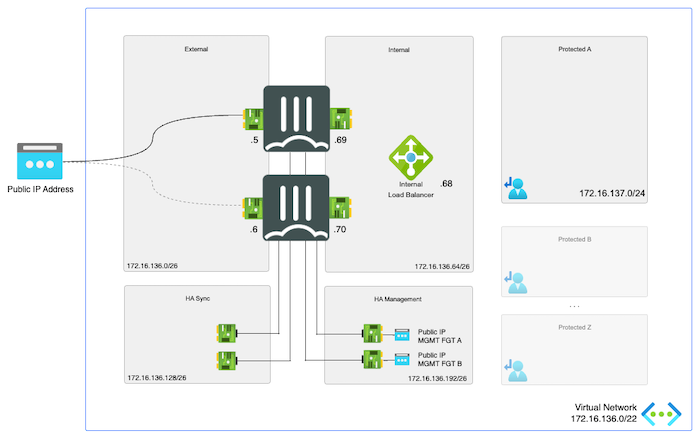 External
Internal
Protected A
.5
.69
Public IP Address
Internal
Load Balancer
.68
172.16.137.0/24
.6
.70
Protected B
172.16.136.0/26
172.16.136.64/26
HA Sync
HA Management
...
Protected Z
Public IP
MGMT FGT A
Public IP
MGMT FGT B
172.16.136.128/26
172.16.136.192/26
Virtual Network
172.16.136.0/22